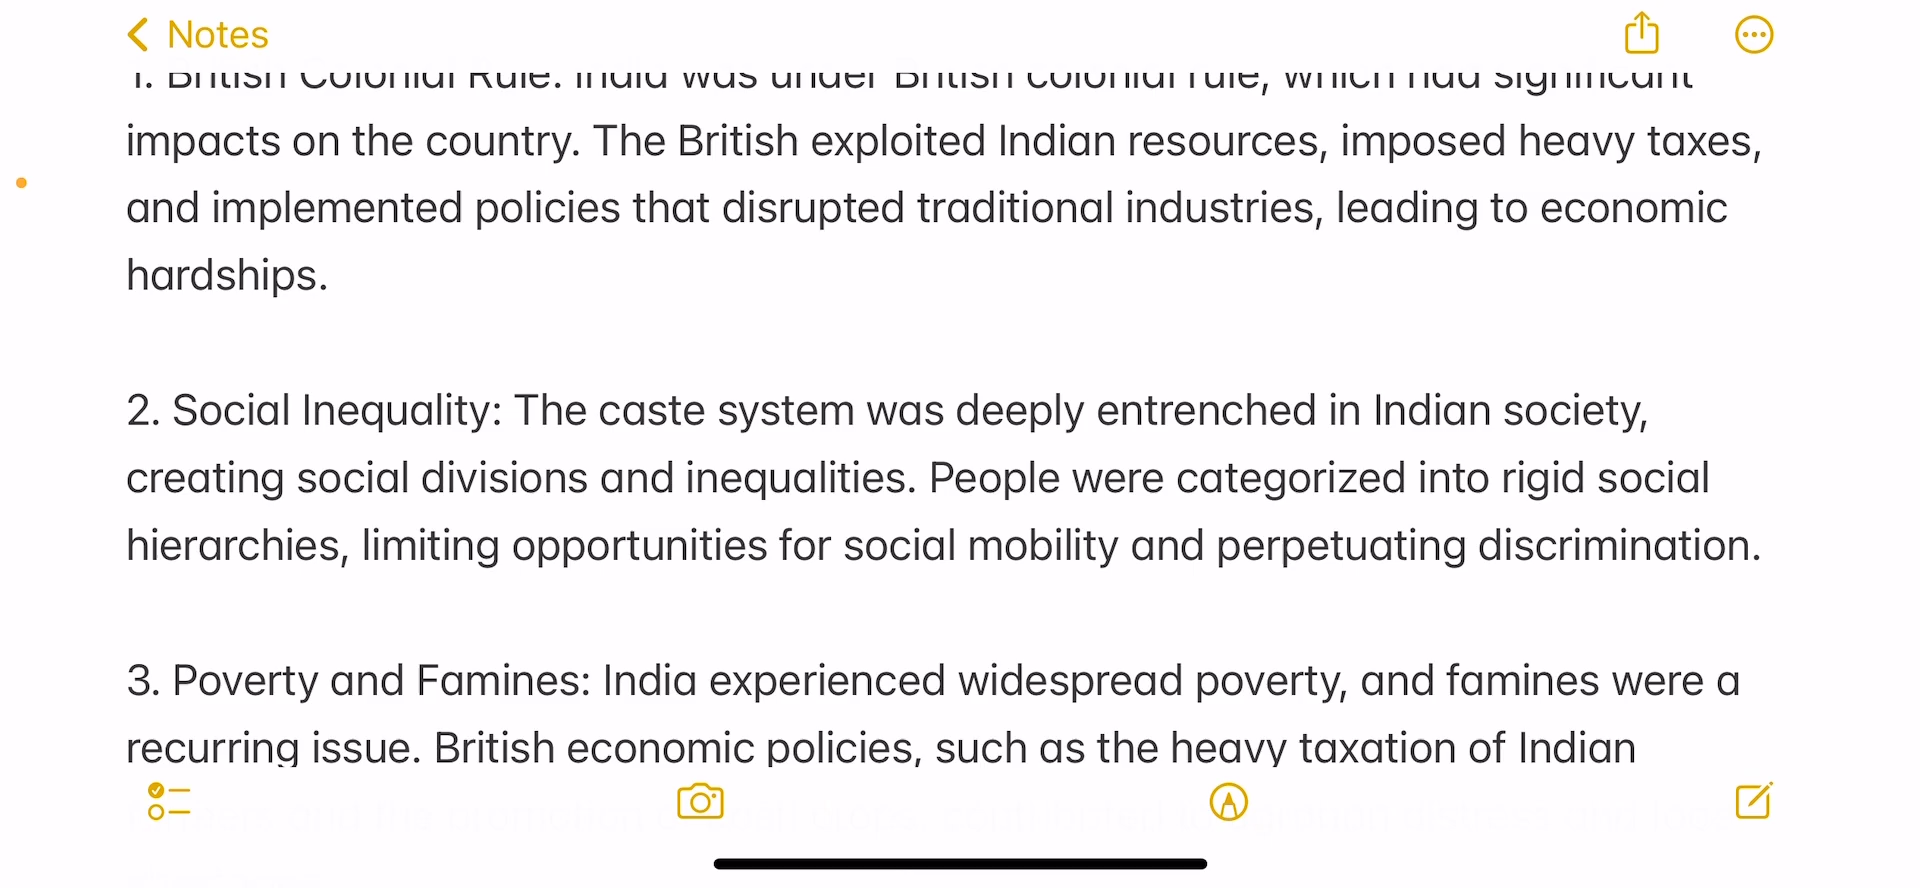 Notes
1. British Colonial Rule: India was under British colonial rule, which had significant
impacts on the country. The British exploited Indian resources, imposed heavy taxes,
and implemented policies that disrupted traditional industries, leading to economic
hardships.
2. Social Inequality: The caste system was deeply entrenched in Indian society,
creating social divisions and inequalities. People were categorized into rigid social
hierarchies, limiting opportunities for social mobility and perpetuating discrimination.
3. Poverty and Famines: India experienced widespread poverty, and famines were a
recurring issue. British economic policies, such as the heavy taxation of Indian